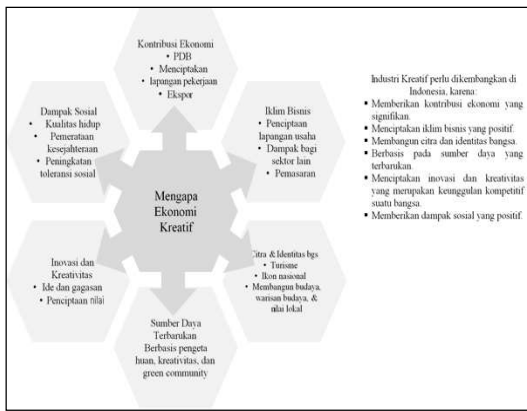 Kontribusi Ekonomi
• PDB
• Menciptakan
• lapangan pekerjaan
• Ekspor
Dampak Sosial
• Kualitas hidup
• Pemerataan
kesejahteraan
• Peningkatan
toleransi sosial
Iklim Bisnis
• Penciptaan
lapangan usaha
• Dampak bagi
sektor lain
• Pemasaran
Mengapa
Ekonomi
Kreatif
Inovasi dan
Kreativitas
• Ide dan gagasan
• Penciptaan nilai
Citra & Identitas bgs
• Turisme
• Ikon nasional
• Membangun budaya,
warisan budaya, &
nilai lokal
Sumber Daya
Terbarukan
Berbasis pengeta
huan, kreativitas, dan
green community
Industri Kreatif perlu dikembangkan di
Indonesia, karena:
▪ Memberikan kontribusi ekonomi yang
signifikan.
▪ Menciptakan iklim bisnis yang positif.
▪ Membangun citra dan identitas bangsa.
▪ Berbasis pada sumber daya yang
terbarukan.
▪ Menciptakan inovasi dan kreativitas
yang merupakan keunggulan kompetitif
suatu bangsa.
▪ Memberikan dampak sosial yang positif.